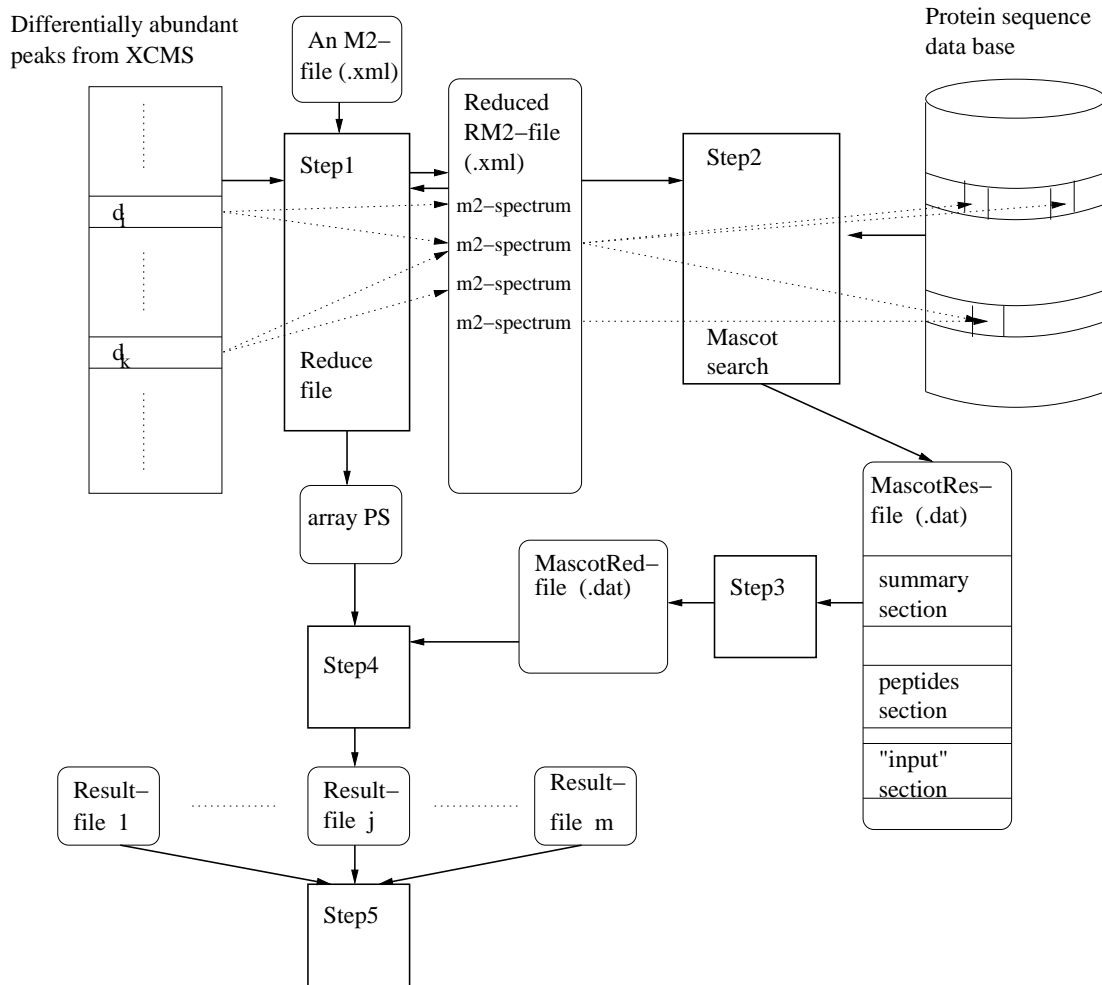 Differentially abundant
peaks from XCMS
An M2−
file (.xml)
Protein sequence
data base
Reduced
RM2−file
(.xml)
Step1
Step2
m2−spectrum
m2−spectrum
m2−spectrum
m2−spectrum
d
i
d
k
Reduce
file
Mascot
search
array PS
MascotRes−
file (.dat)
MascotRed−
file (.dat)
Step3
summary
section
Step4
peptides
section
"input"
section
Result−
file 1
Result−
file j
Result−
file m
Step5